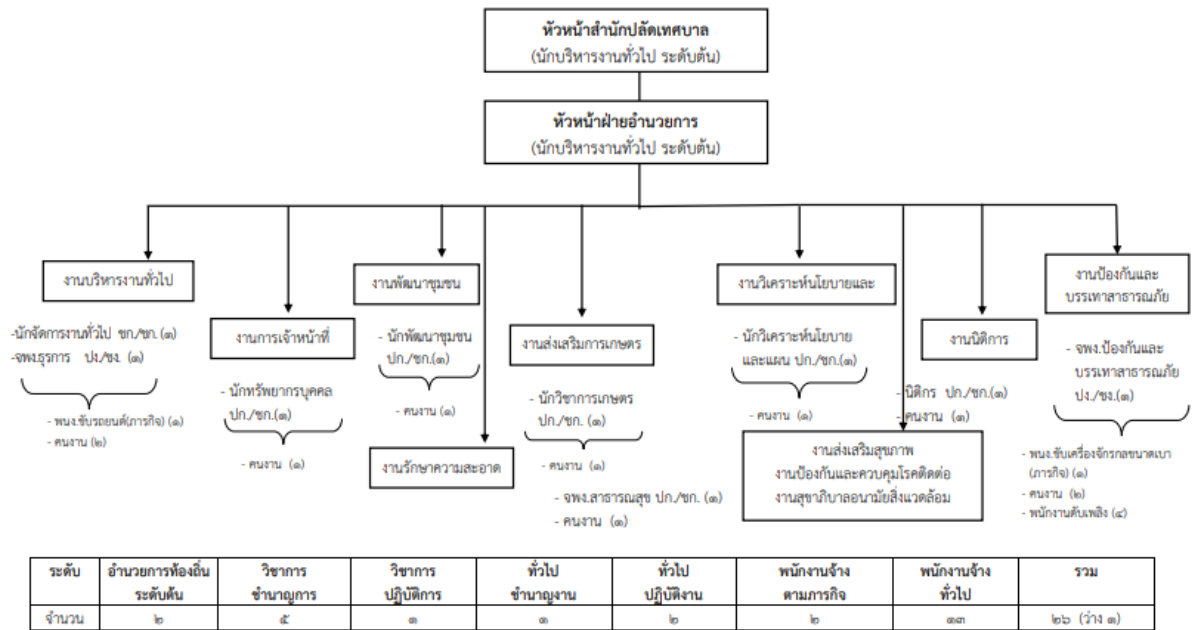 หัวหน้าสำนักปลัดเทศบาล
(นักบริหารงานทั่วไป ระดับต้น)
หัวหน้าฝ่ายอำนวยการ
(นักบริหารงานทั่วไป ระดับต้น)
งานบริหารงานทั่วไป
-นักจัดการงานทั่วไป ชก./ชก. (๑)
-จพง.ธุรการ ปง./ชง. (๑)
- พนง.ขับรถยนต์(ภารกิจ) (๑)
- คนงาน (๒)
งานการเจ้าหน้าที่
- นักทรัพยากรบุคคล
ปก./ชก.(๑)
- คนงาน (๑)
งานพัฒนาชุมชน
- นักพัฒนาชุมชน
ปก./ชก.(๑)
- คนงาน (๑)
งานรักษาความสะอาด
งานส่งเสริมการเกษตร
- นักวิชาการเกษตร
ปก./ชก. (๑)
- คนงาน (๑)
- จพง.สาธารณสุข ปก./ชก. (๑)
- คนงาน (๑)
งานวิเคราะห์นโยบายและ
- นักวิเคราะห์นโยบาย
และแผน ปก./ชก.(๑)
- คนงาน (๑)
งานส่งเสริมสุขภาพ
งานป้องกันและควบคุมโรคติดต่อ
งานสุขาภิบาลอนามัยสิ่งแวดล้อม
งานนิติการ
- นิติกร ปก./ชก.(๑)
- คนงาน (๑)
งานป้องกันและ
บรรเทาสาธารณภัย
- จพง.ป้องกันและ
บรรเทาสาธารณภัย
ปง./ชง.(๑)
- พนง.ขับเครื่องจักรกลขนาดเบา
(ภารกิจ) (๑)
- คนงาน (๒)
- พนักงานดับเพลิง (๔)
ระดับ อำนวยการท้องถิ่น ระดับต้น วิชาการ ชำนาญการ วิชาการ ปฏิบัติการ ทั่วไป ชำนาญงาน ทั่วไป ปฏิบัติงาน พนักงานจ้าง ตามภารกิจ พนักงานจ้าง ทั่วไป รวม
จำนวน ๒ ๕ ๑ ๑ ๒ ๒ ๑๓ ๒๖ (ว่าง ๑)